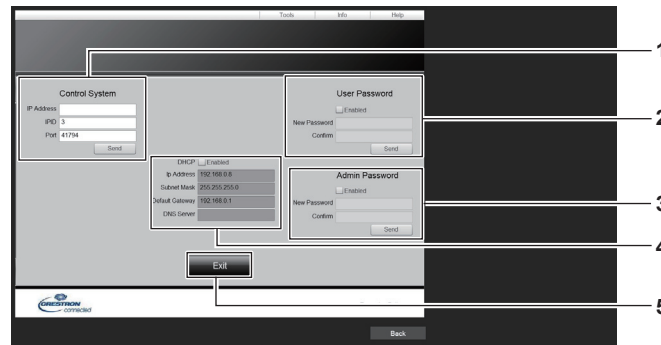 Tools Info Help
1
Control System
IP Address
IPID 3
Port 41794
Send
User Password
Enabled
New Password
Confirm
Send
2
DHCP Enabled
Ip Address 192.168.0.8
Subnet Mask 255.255.255.0
Default Gateway 192.168.0.1
DNS Server
Admin Password
Enabled
New Password
Confirm
Send
3
4
Exit
5
CRESTRON
connected
Back